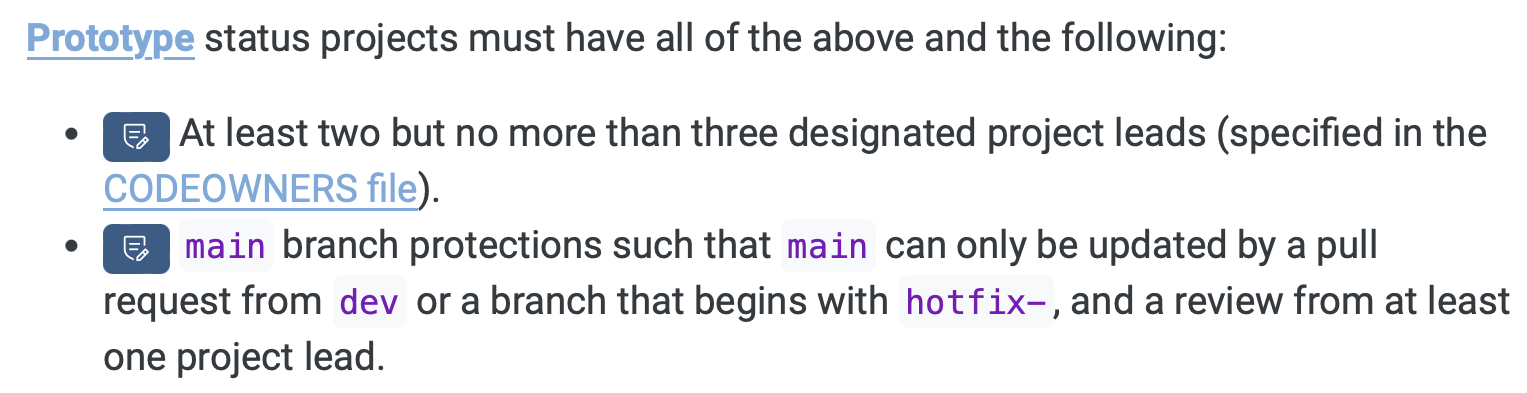 Prototype status projects must have all of the above and the following:
• At least two but no more than three designated project leads (specified in the
CODEOWNERS file).
• main branch protections such that main can only be updated by a pull
request from dev or a branch that begins with hotfix-, and a review from at least
one project lead.